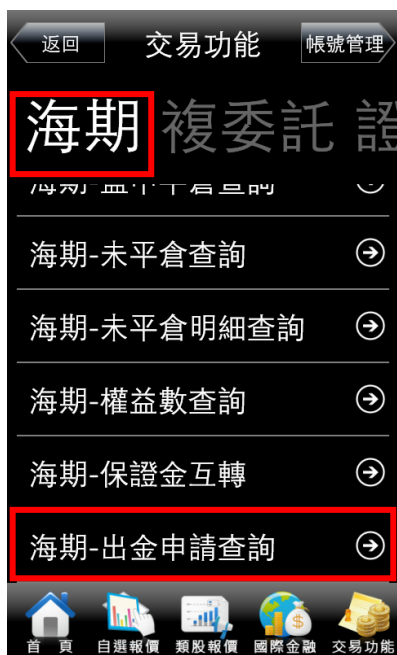 返回 交易功能 帳號管理
海期 複委託 證
海期-未平倉查詢
海期-未平倉明細查詢
海期-權益數查詢
海期-保證金互轉
海期-出金申請查詢
首 頁 自選報價 類股報價 國際金融 交易功能